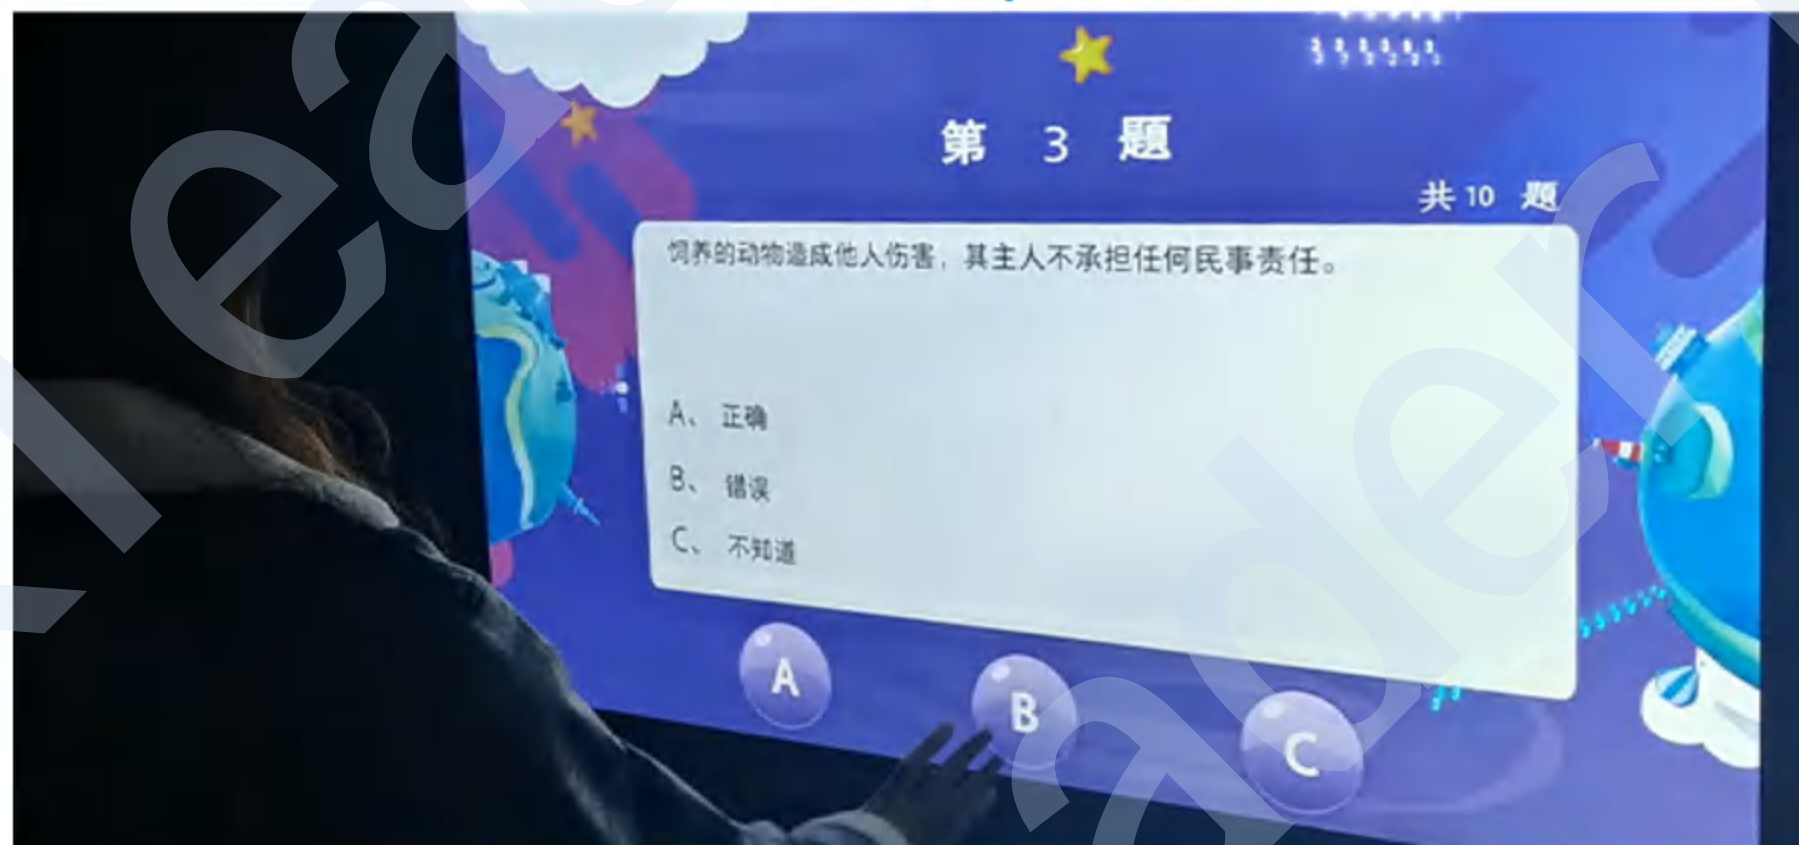 第 3 题
共 10 题
饲养的动物造成他人伤害，其主人不承担任何民事责任。
A、 正确
B、 错误
C、 不知道
A
B
C